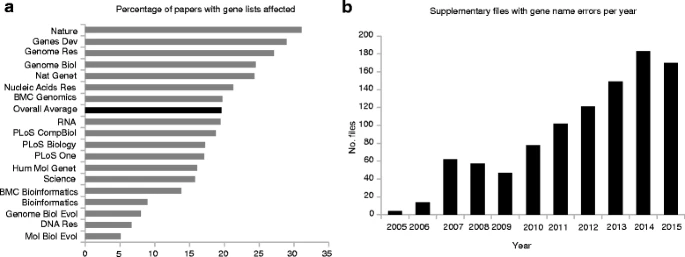 a
Percentage of papers with gene lists affected
Nature
Genes Dev
Genome Res
Genome Biol
Nat Genet
Nucleic Acids Res
BMC Genomics
Overall Average
RNA
PLoS CompBiol
PLoS Biology
PLoS One
Hum Mol Genet
Science
BMC Bioinformatics
Bioinformatics
Genome Biol Evol
DNA Res
Mol Biol Evol
0 5 10 15 20 25 30 35
b
Supplementary files with gene name errors per year
200
180
160
140
120
100
80
60
40
20
0
No. files
2005 2006 2007 2008 2009 2010 2011 2012 2013 2014 2015
Year